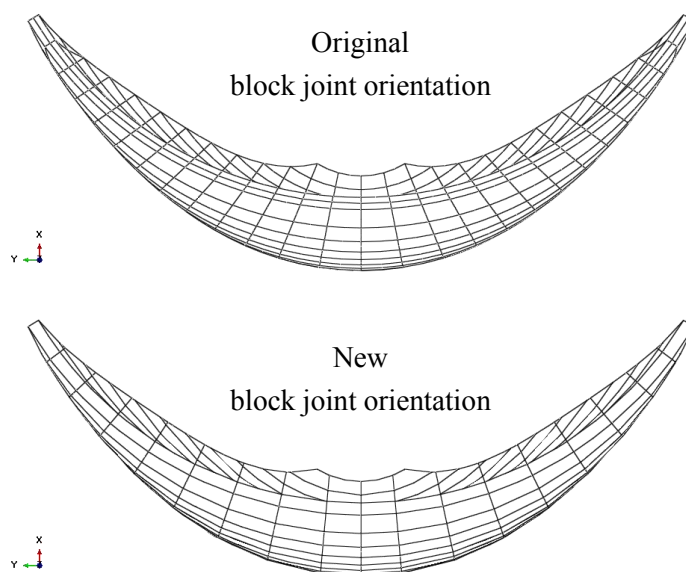 Original
block joint orientation
X
Y
New
block joint orientation
X
Y